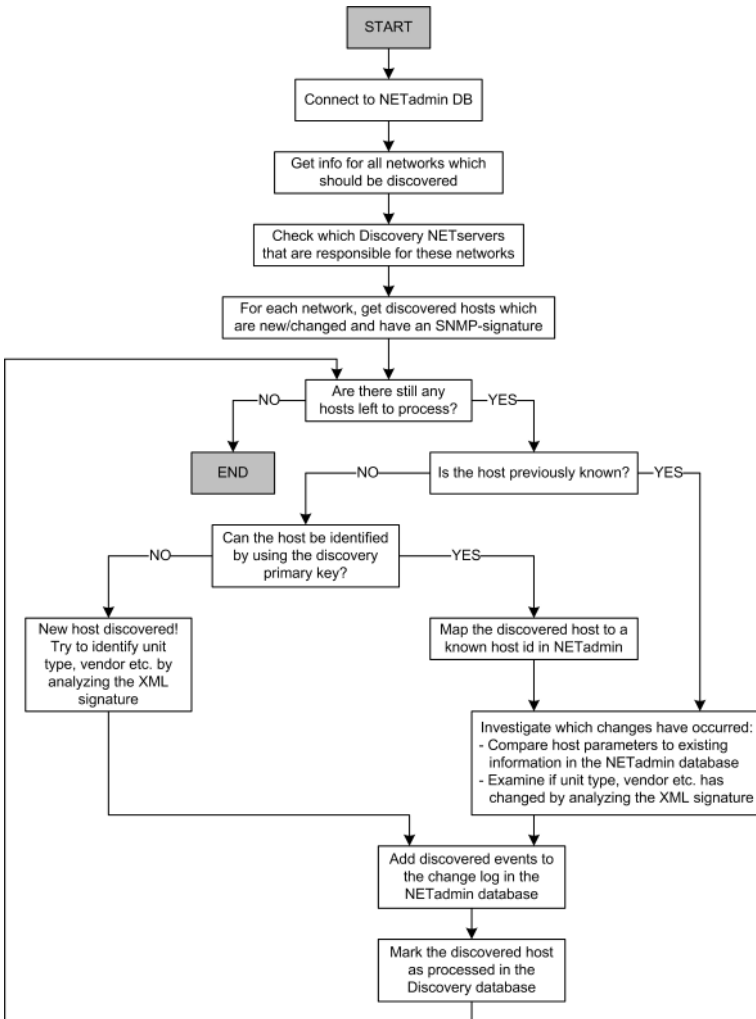 START
Connect to NETadmin DB
Get info for all networks which
should be discovered
Check which Discovery NETservers
that are responsible for these networks
For each network, get discovered hosts which
are new/changed and have an SNMP-signature
Are there still any
hosts left to process?
NO
YES
END
Is the host previously known?
NO
YES
Can the host be identified
by using the discovery
primary key?
NO
YES
New host discovered!
Try to identify unit
type, vendor etc. by
analyzing the XML
signature
Map the discovered host to a
known host id in NETadmin
Investigate which changes have occurred:
- Compare host parameters to existing
information in the NETadmin database
- Examine if unit type, vendor etc. has
changed by analyzing the XML signature
Add discovered events to
the change log in the
NETadmin database
Mark the discovered host
as processed in the
Discovery database